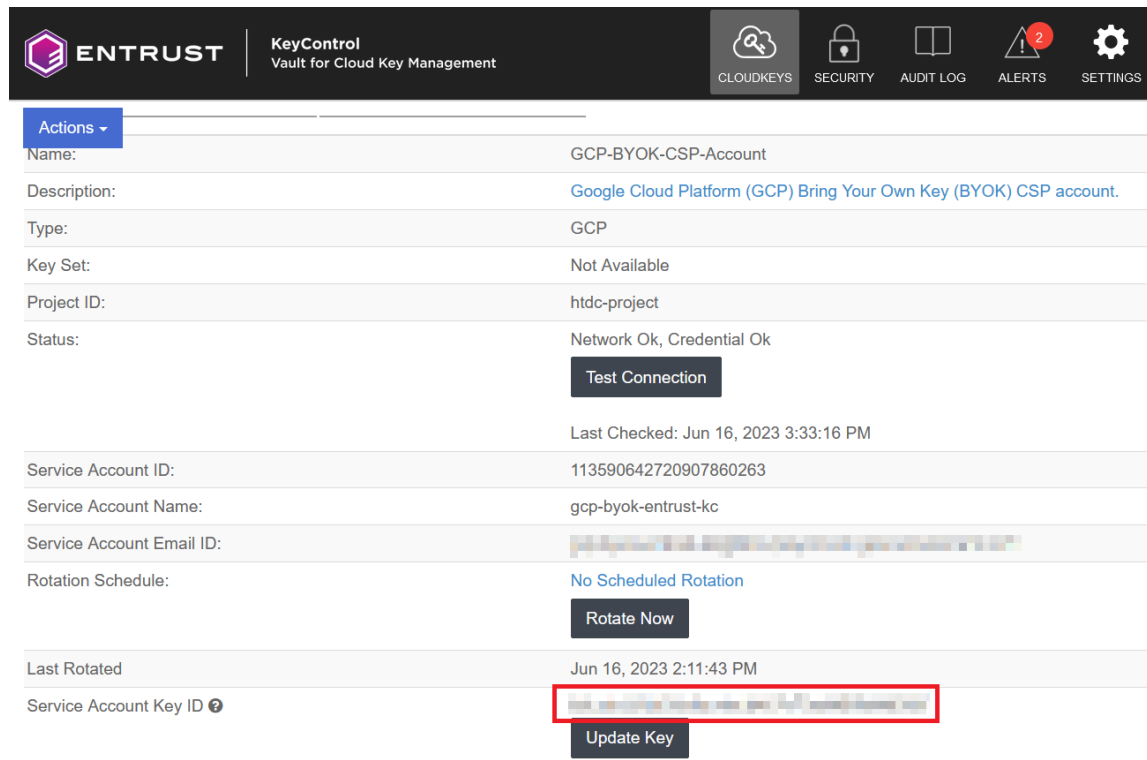 ENTRUST
KeyControl
Vault for Cloud Key Management
CLOUDKEYS
SECURITY
AUDIT LOG
2
ALERTS
SETTINGS
Actions
Name: GCP-BYOK-CSP-Account
Description: Google Cloud Platform (GCP) Bring Your Own Key (BYOK) CSP account.
Type: GCP
Key Set: Not Available
Project ID: htdc-project
Status: Network Ok, Credential Ok
Test Connection
Last Checked: Jun 16, 2023 3:33:16 PM
Service Account ID: 113590642720907860263
Service Account Name: gcp-byok-entrust-kc
Service Account Email ID:
Rotation Schedule: No Scheduled Rotation
Rotate Now
Last Rotated Jun 16, 2023 2:11:43 PM
Service Account Key ID ?
Update Key